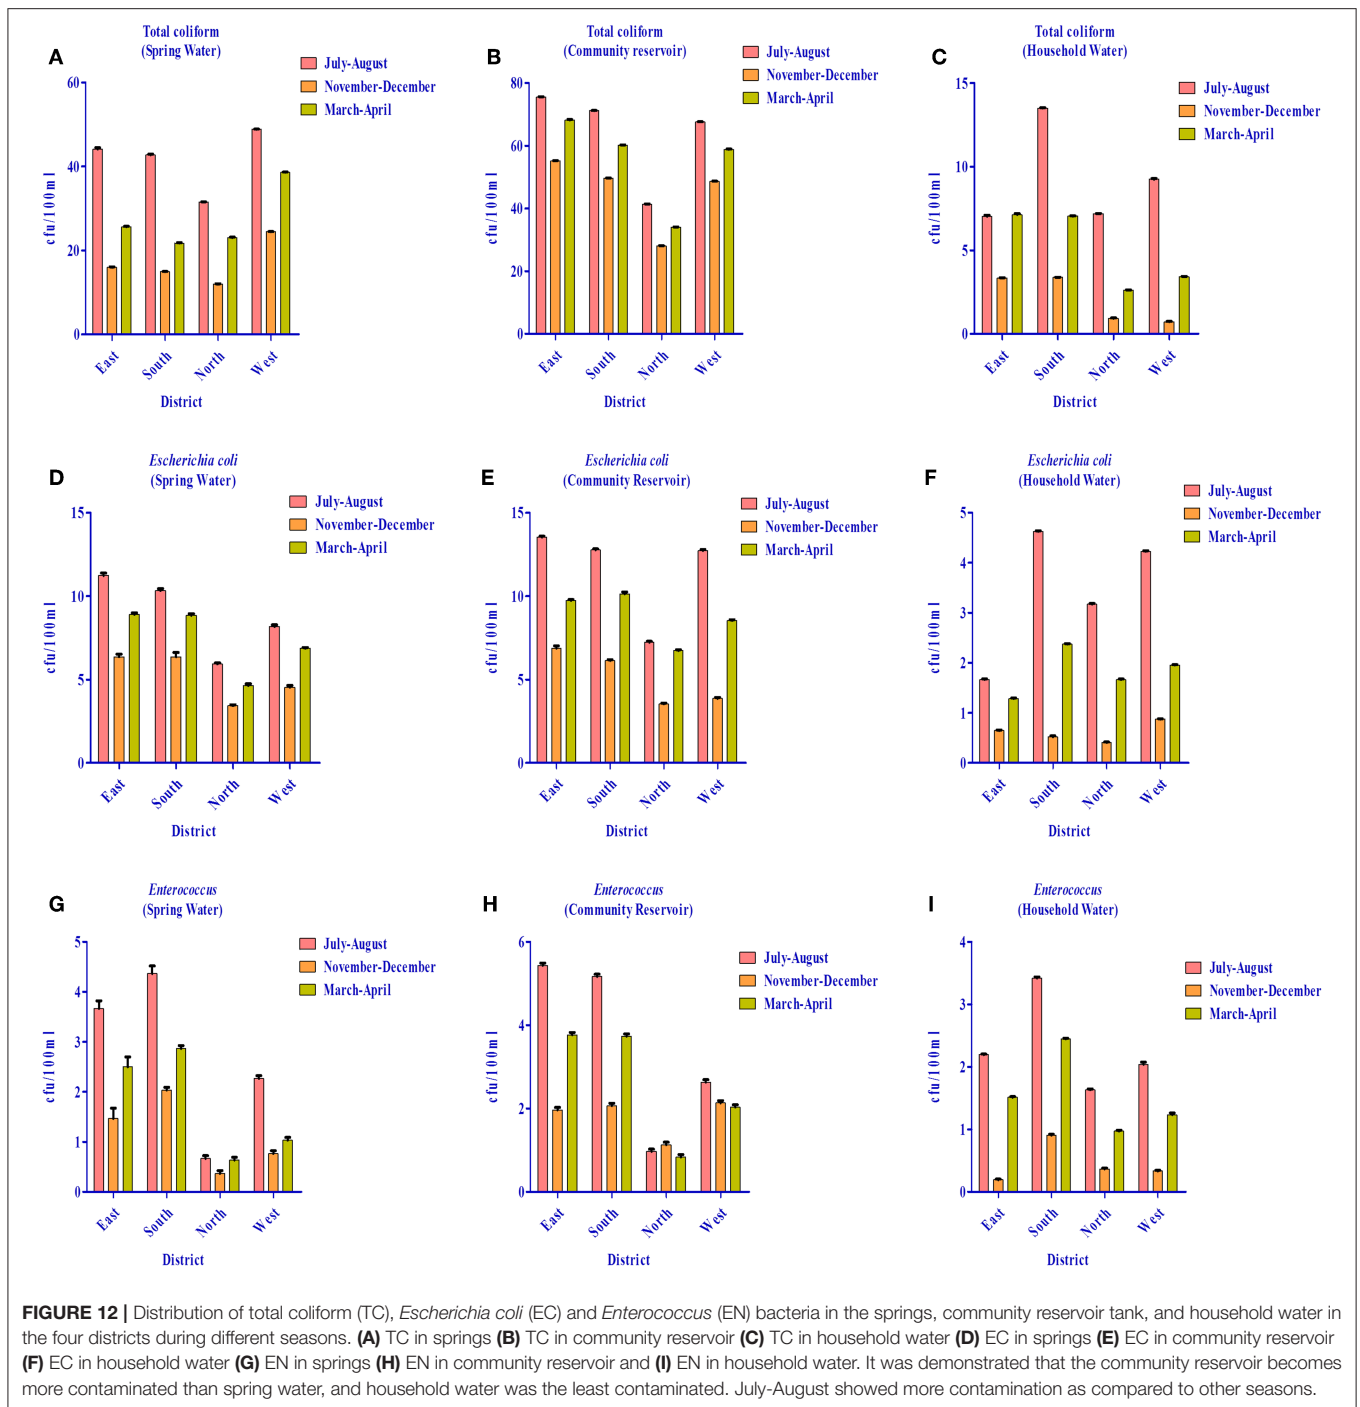 A
Total coliform
(Spring Water)
July-August
November-December
March-April
60
40
20
0
cfu/100ml
East
South
North
West
District
B
Total coliform
(Community reservoir)
July-August
November-December
March-April
80
60
40
20
0
cfu/100ml
East
South
North
West
District
C
Total coliform
(Household Water)
July-August
November-December
March-April
15
10
5
0
cfu/100ml
East
South
North
West
District
D
Escherichia coli
(Spring Water)
July-August
November-December
March-April
15
10
5
0
cfu/100ml
East
South
North
West
District
E
Escherichia coli
(Community Reservoir)
July-August
November-December
March-April
15
10
5
0
cfu/100ml
East
South
North
West
District
F
Escherichia coli
(Household Water)
July-August
November-December
March-April
5
4
3
2
1
0
cfu/100ml
East
South
North
West
District
G
Enterococcus
(Spring Water)
July-August
November-December
March-April
5
4
3
2
1
0
cfu/100ml
East
South
North
West
District
H
Enterococcus
(Community Reservoir)
July-August
November-December
March-April
6
4
2
0
cfu/100ml
East
South
North
West
District
I
Enterococcus
(Household Water)
July-August
November-December
March-April
4
3
2
1
0
cfu/100ml
East
South
North
West
District
FIGURE 12 | Distribution of total coliform (TC), Escherichia coli (EC) and Enterococcus (EN) bacteria in the springs, community reservoir tank, and household water in
the four districts during different seasons. (A) TC in springs (B) TC in community reservoir (C) TC in household water (D) EC in springs (E) EC in community reservoir
(F) EC in household water (G) EN in springs (H) EN in community reservoir and (I) EN in household water. It was demonstrated that the community reservoir becomes
more contaminated than spring water, and household water was the least contaminated. July-August showed more contamination as compared to other seasons.